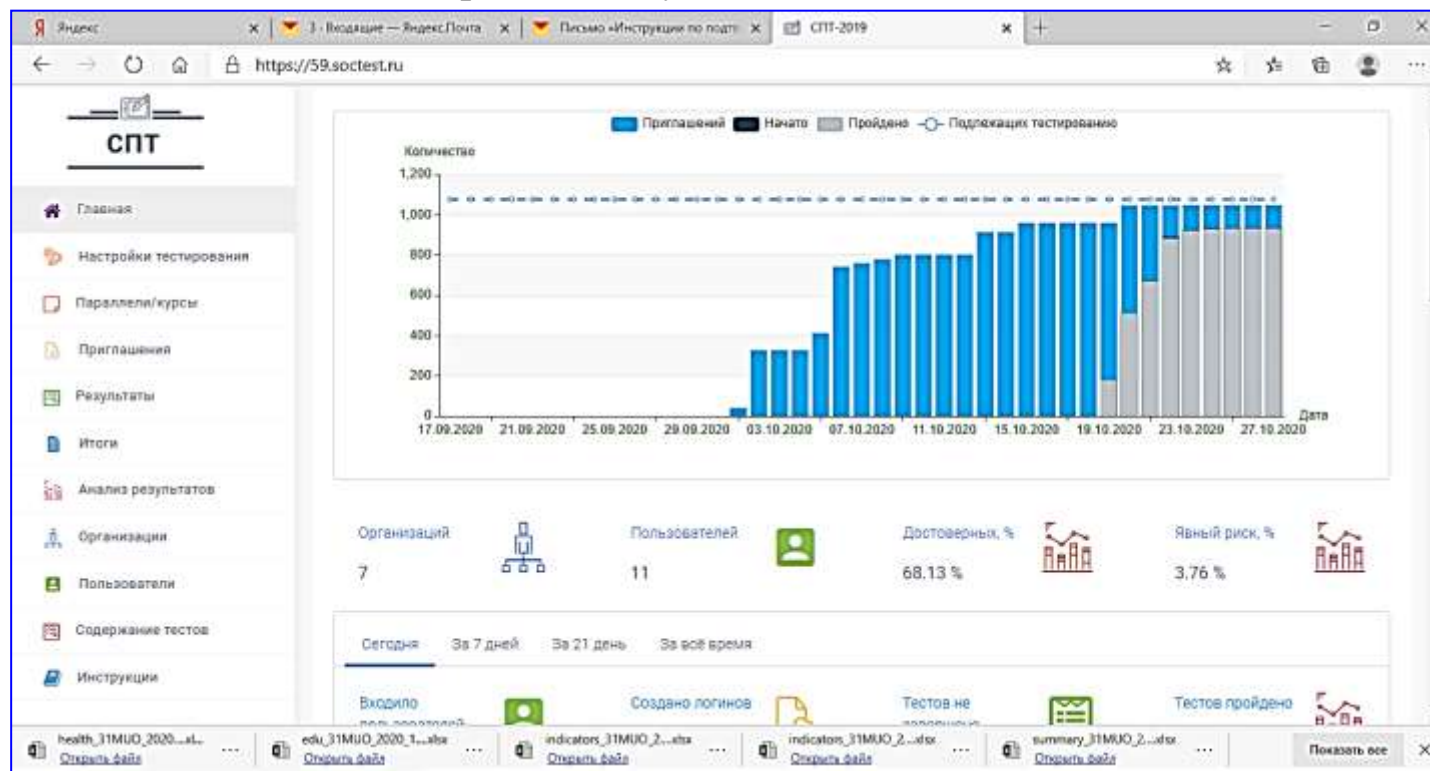 Яндекс
3 · Входящие — Яндекс.Почта
Письмо «Инструкции по подт
СПТ-2019
https://59.soctest.ru
СПТ
Главная
Настройки тестирования
Параллели/курсы
Приглашения
Результаты
Итоги
Анализ результатов
Организации
Пользователи
Содержание тестов
Инструкции
Приглашений Начато Пройдено Подлежащих тестированию
Количество
1,200
1,000
800
600
400
200
0
17.09.2020 21.09.2020 25.09.2020 29.09.2020 03.10.2020 07.10.2020 11.10.2020 15.10.2020 19.10.2020 23.10.2020 27.10.2020
Дата
Организаций
7
Пользователей
11
Достоверных, %
68.13 %
Явный риск, %
3.76 %
Сегодня За 7 дней За 21 день За всё время
Входило
Создано логинов
Тестов не
Тестов пройдено
health_31MUO_2020....xl...
Открыть файл
edu_31MUO_2020_1....xlsx
Открыть файл
indicators_31MUO_2....xlsx
Открыть файл
indicators_31MUO_2....xlsx
Открыть файл
summary_31MUO_2....xlsx
Открыть файл
Показать все